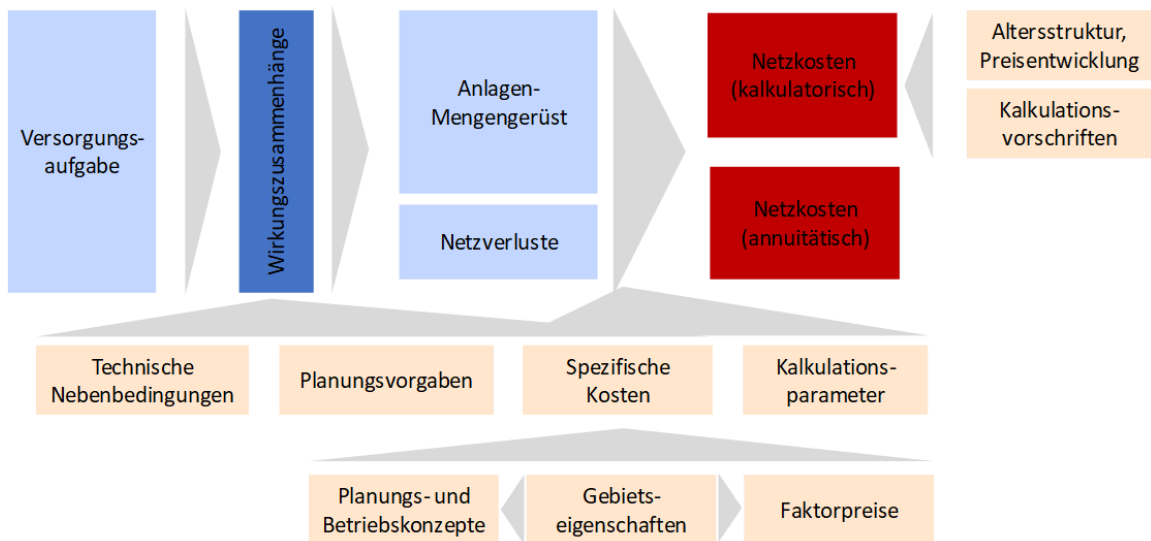 Versorgungs-
aufgabe
Wirkungszusammenhänge
Anlagen-
Mengengerüst
Netzverluste
Netzkosten
(kalkulatorisch)
Netzkosten
(annuitätisch)
Altersstruktur,
Preisentwicklung
Kalkulations-
vorschriften
Technische
Nebenbedingungen
Planungsvorgaben
Spezifische
Kosten
Kalkulations-
parameter
Planungs- und
Betriebskonzepte
Gebiets-
eigenschaften
Faktorpreise